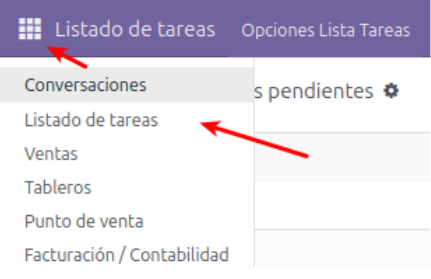 Listado de tareas Opciones Lista Tareas
Conversaciones
s pendientes
Listado de tareas
Ventas
Tableros
Punto de venta
Facturación / Contabilidad